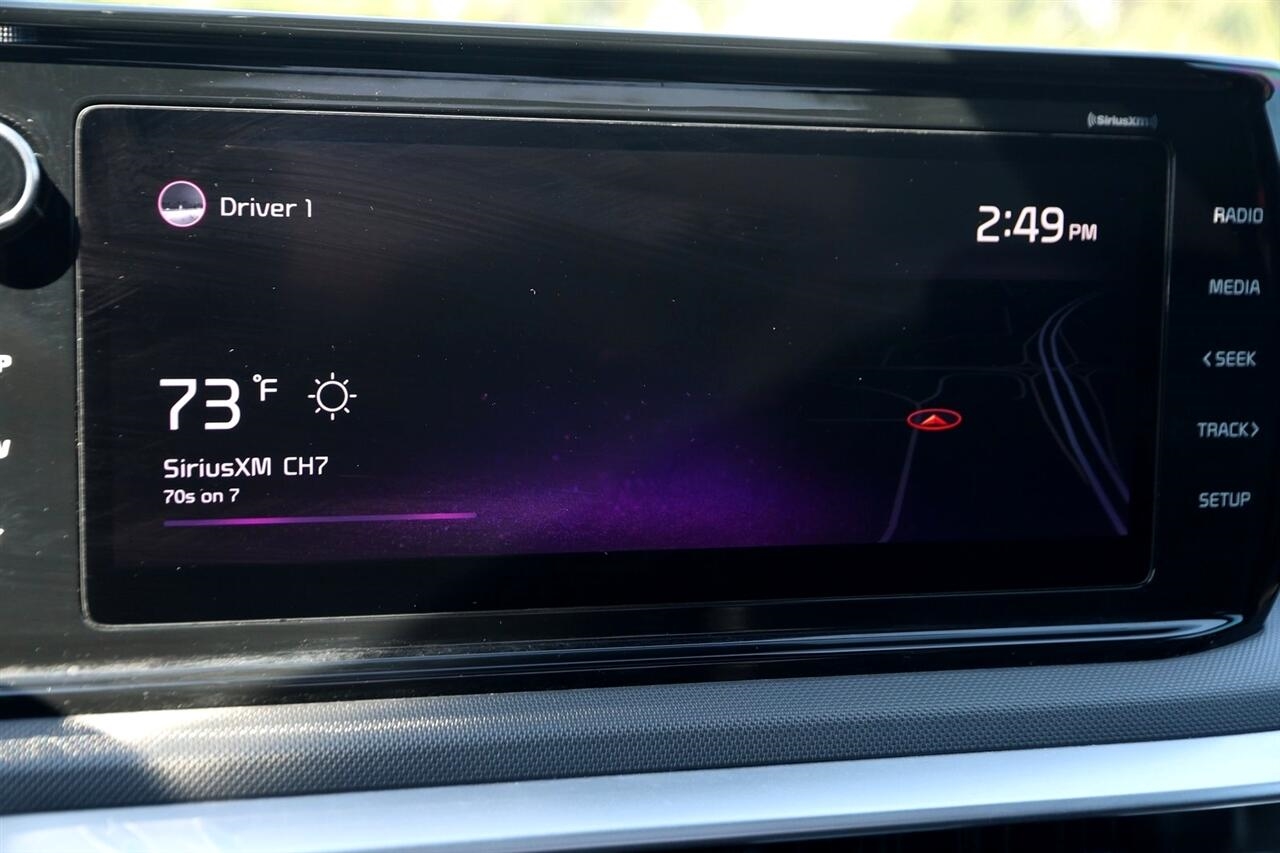 SiriusXM
Driver 1
2:49 PM
73 °F
SiriusXM CH7
70s on 7
RADIO
MEDIA
< SEEK
TRACK >
SETUP